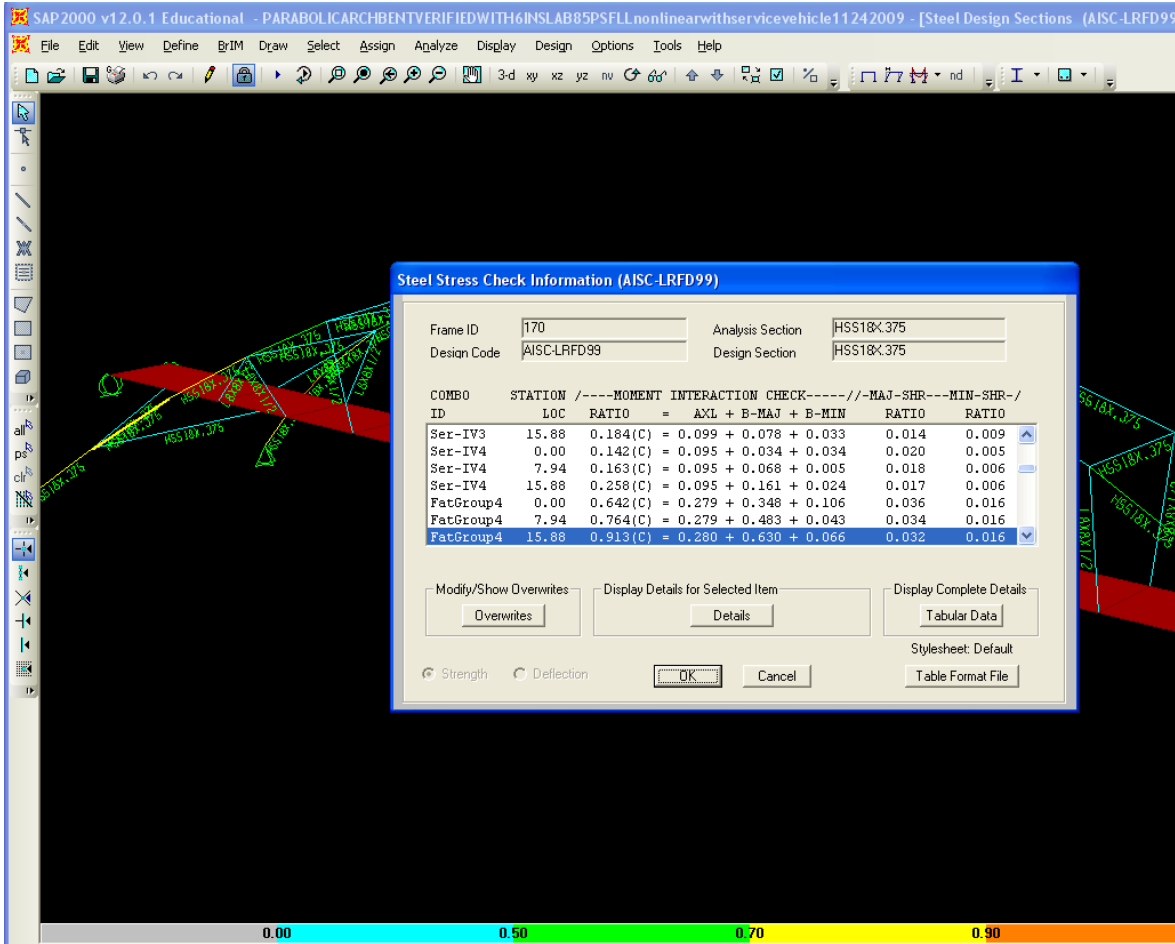 SAP2000 v12.0.1 Educational - PARABOLICARCHBENTVERIFIEDWITH6INSLAB85PSFLLnonlinearwithservicevehicle11242009 - [Steel Design Sections (AISC-LRFD99
File Edit View Define BrIM Draw Select Assign Analyze Display Design Options Tools Help
3-d xy xz yz nv nd
all
ps
clr
Steel Stress Check Information (AISC-LRFD99)
Frame ID 170 Analysis Section HSS18X.375
Design Code AISC-LRFD99 Design Section HSS18X.375
COMBO STATION /----MOMENT INTERACTION CHECK-----//-MAJ-SHR---MIN-SHR-/
ID LOC RATIO = AXL + B-MAJ + B-MIN RATIO RATIO
Ser-IV3 15.88 0.184(C) = 0.099 + 0.078 + 0.033 0.014 0.009
Ser-IV4 0.00 0.142(C) = 0.095 + 0.034 + 0.034 0.020 0.005
Ser-IV4 7.94 0.163(C) = 0.095 + 0.068 + 0.005 0.018 0.006
Ser-IV4 15.88 0.258(C) = 0.095 + 0.161 + 0.024 0.017 0.006
FatGroup4 0.00 0.642(C) = 0.279 + 0.348 + 0.106 0.036 0.016
FatGroup4 7.94 0.764(C) = 0.279 + 0.483 + 0.043 0.034 0.016
FatGroup4 15.88 0.913(C) = 0.280 + 0.630 + 0.066 0.032 0.016
Modify/Show Overwrites Display Details for Selected Item Display Complete Details
Overwrites Details Tabular Data
Stylesheet: Default
Strength Deflection OK Cancel Table Format File
HSS18X.375
HSS18X.375
HSS18X.375
L8X8X1/2
HSS18X.375
L8X8X1/2
0.00 0.50 0.70 0.90